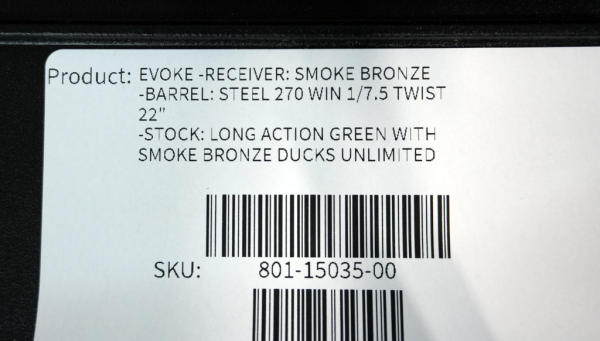 Product: EVOKE -RECEIVER: SMOKE BRONZE
-BARREL: STEEL 270 WIN 1/7.5 TWIST
22"
-STOCK: LONG ACTION GREEN WITH
SMOKE BRONZE DUCKS UNLIMITED
SKU: 801-15035-00